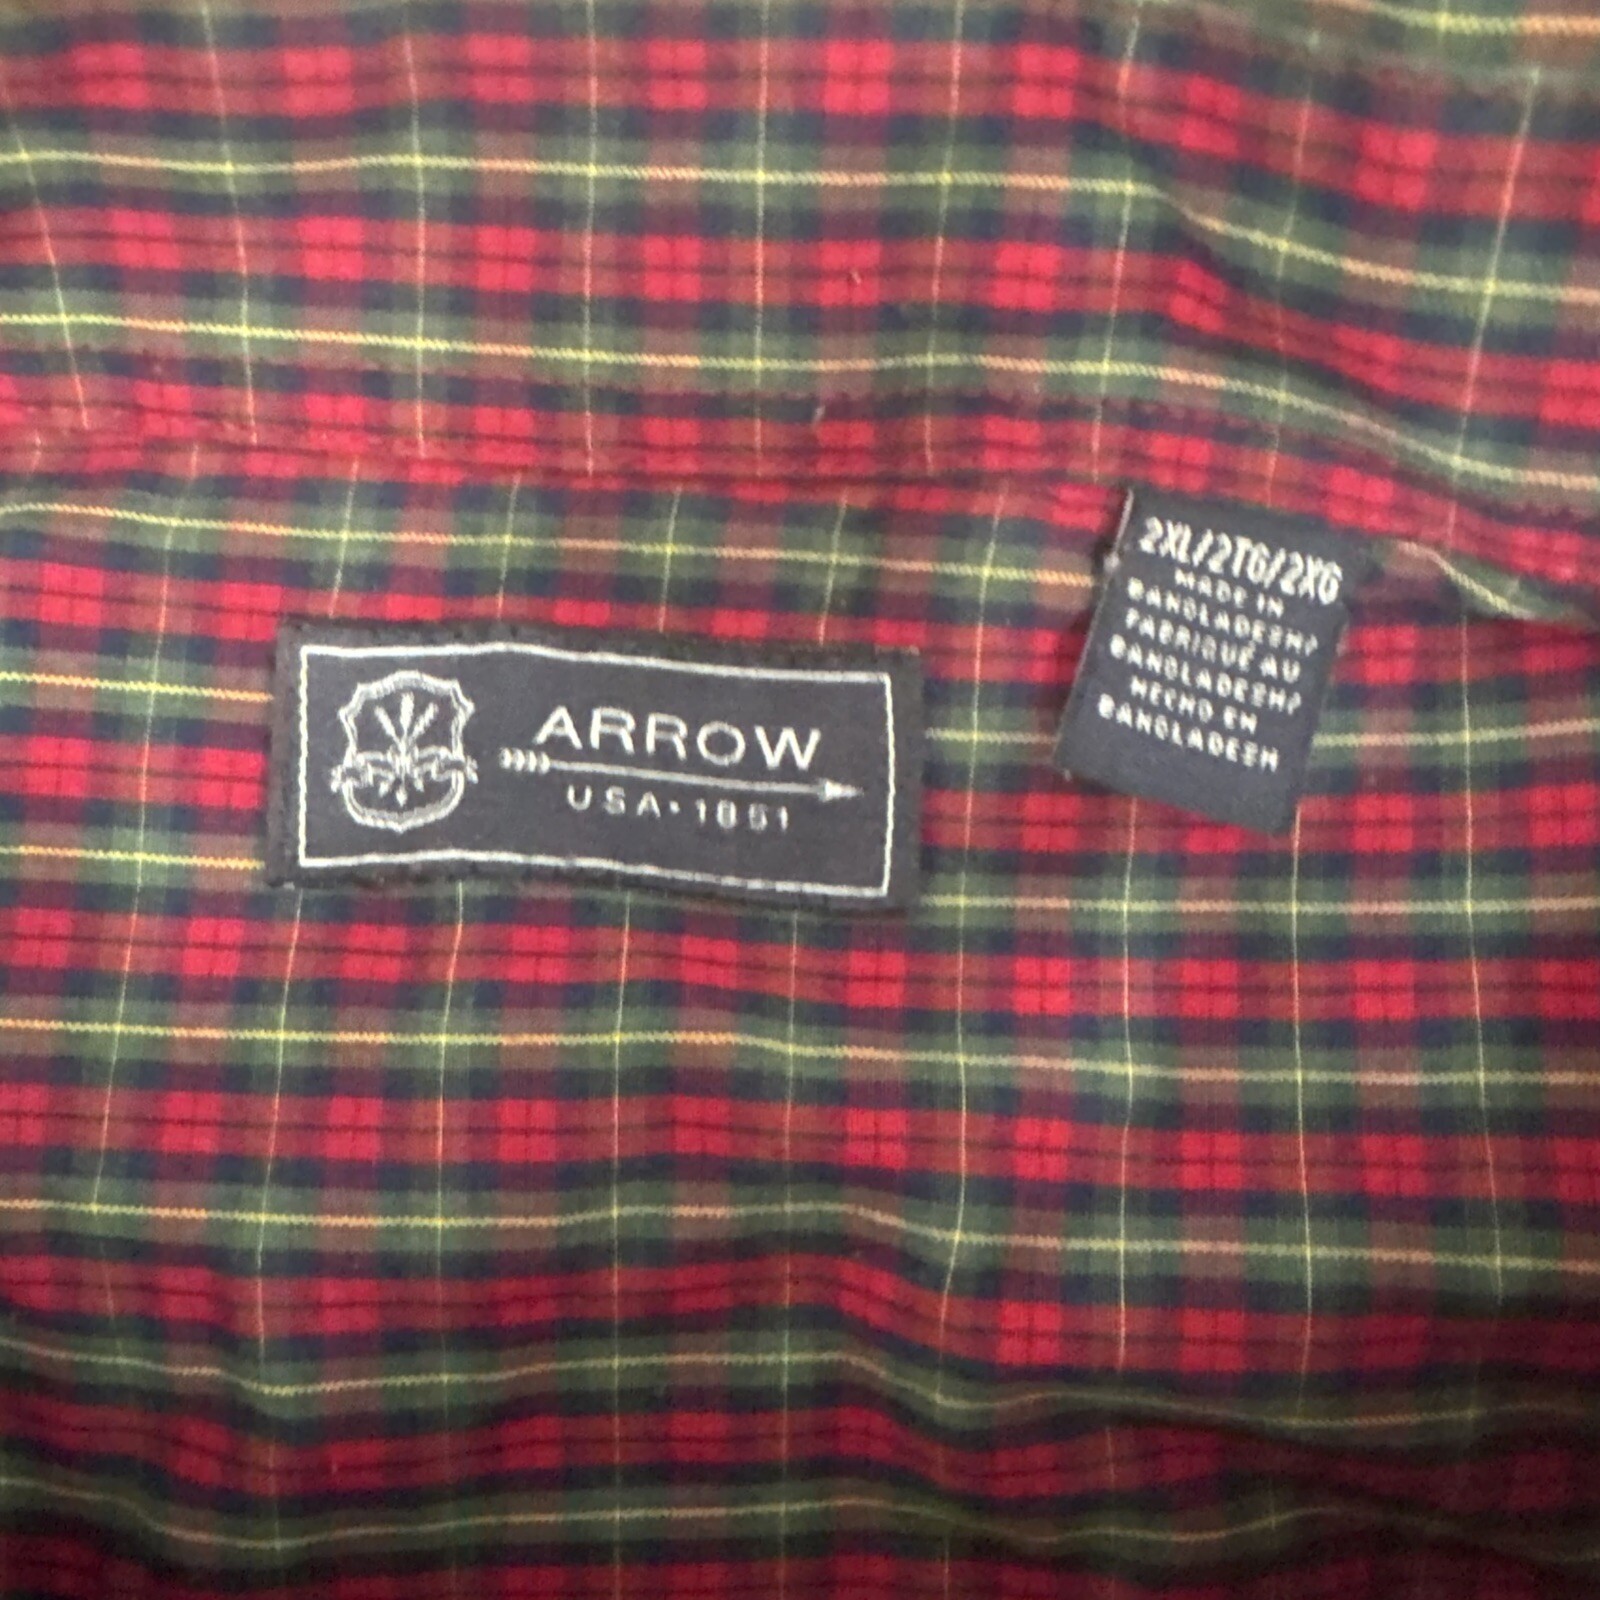 ARROW
USA·1851
2XL/2TG/2XG
MADE IN
BANGLADESH/
FABRIQUÉ AU
BANGLADESH/
HECHO EN
BANGLADESH